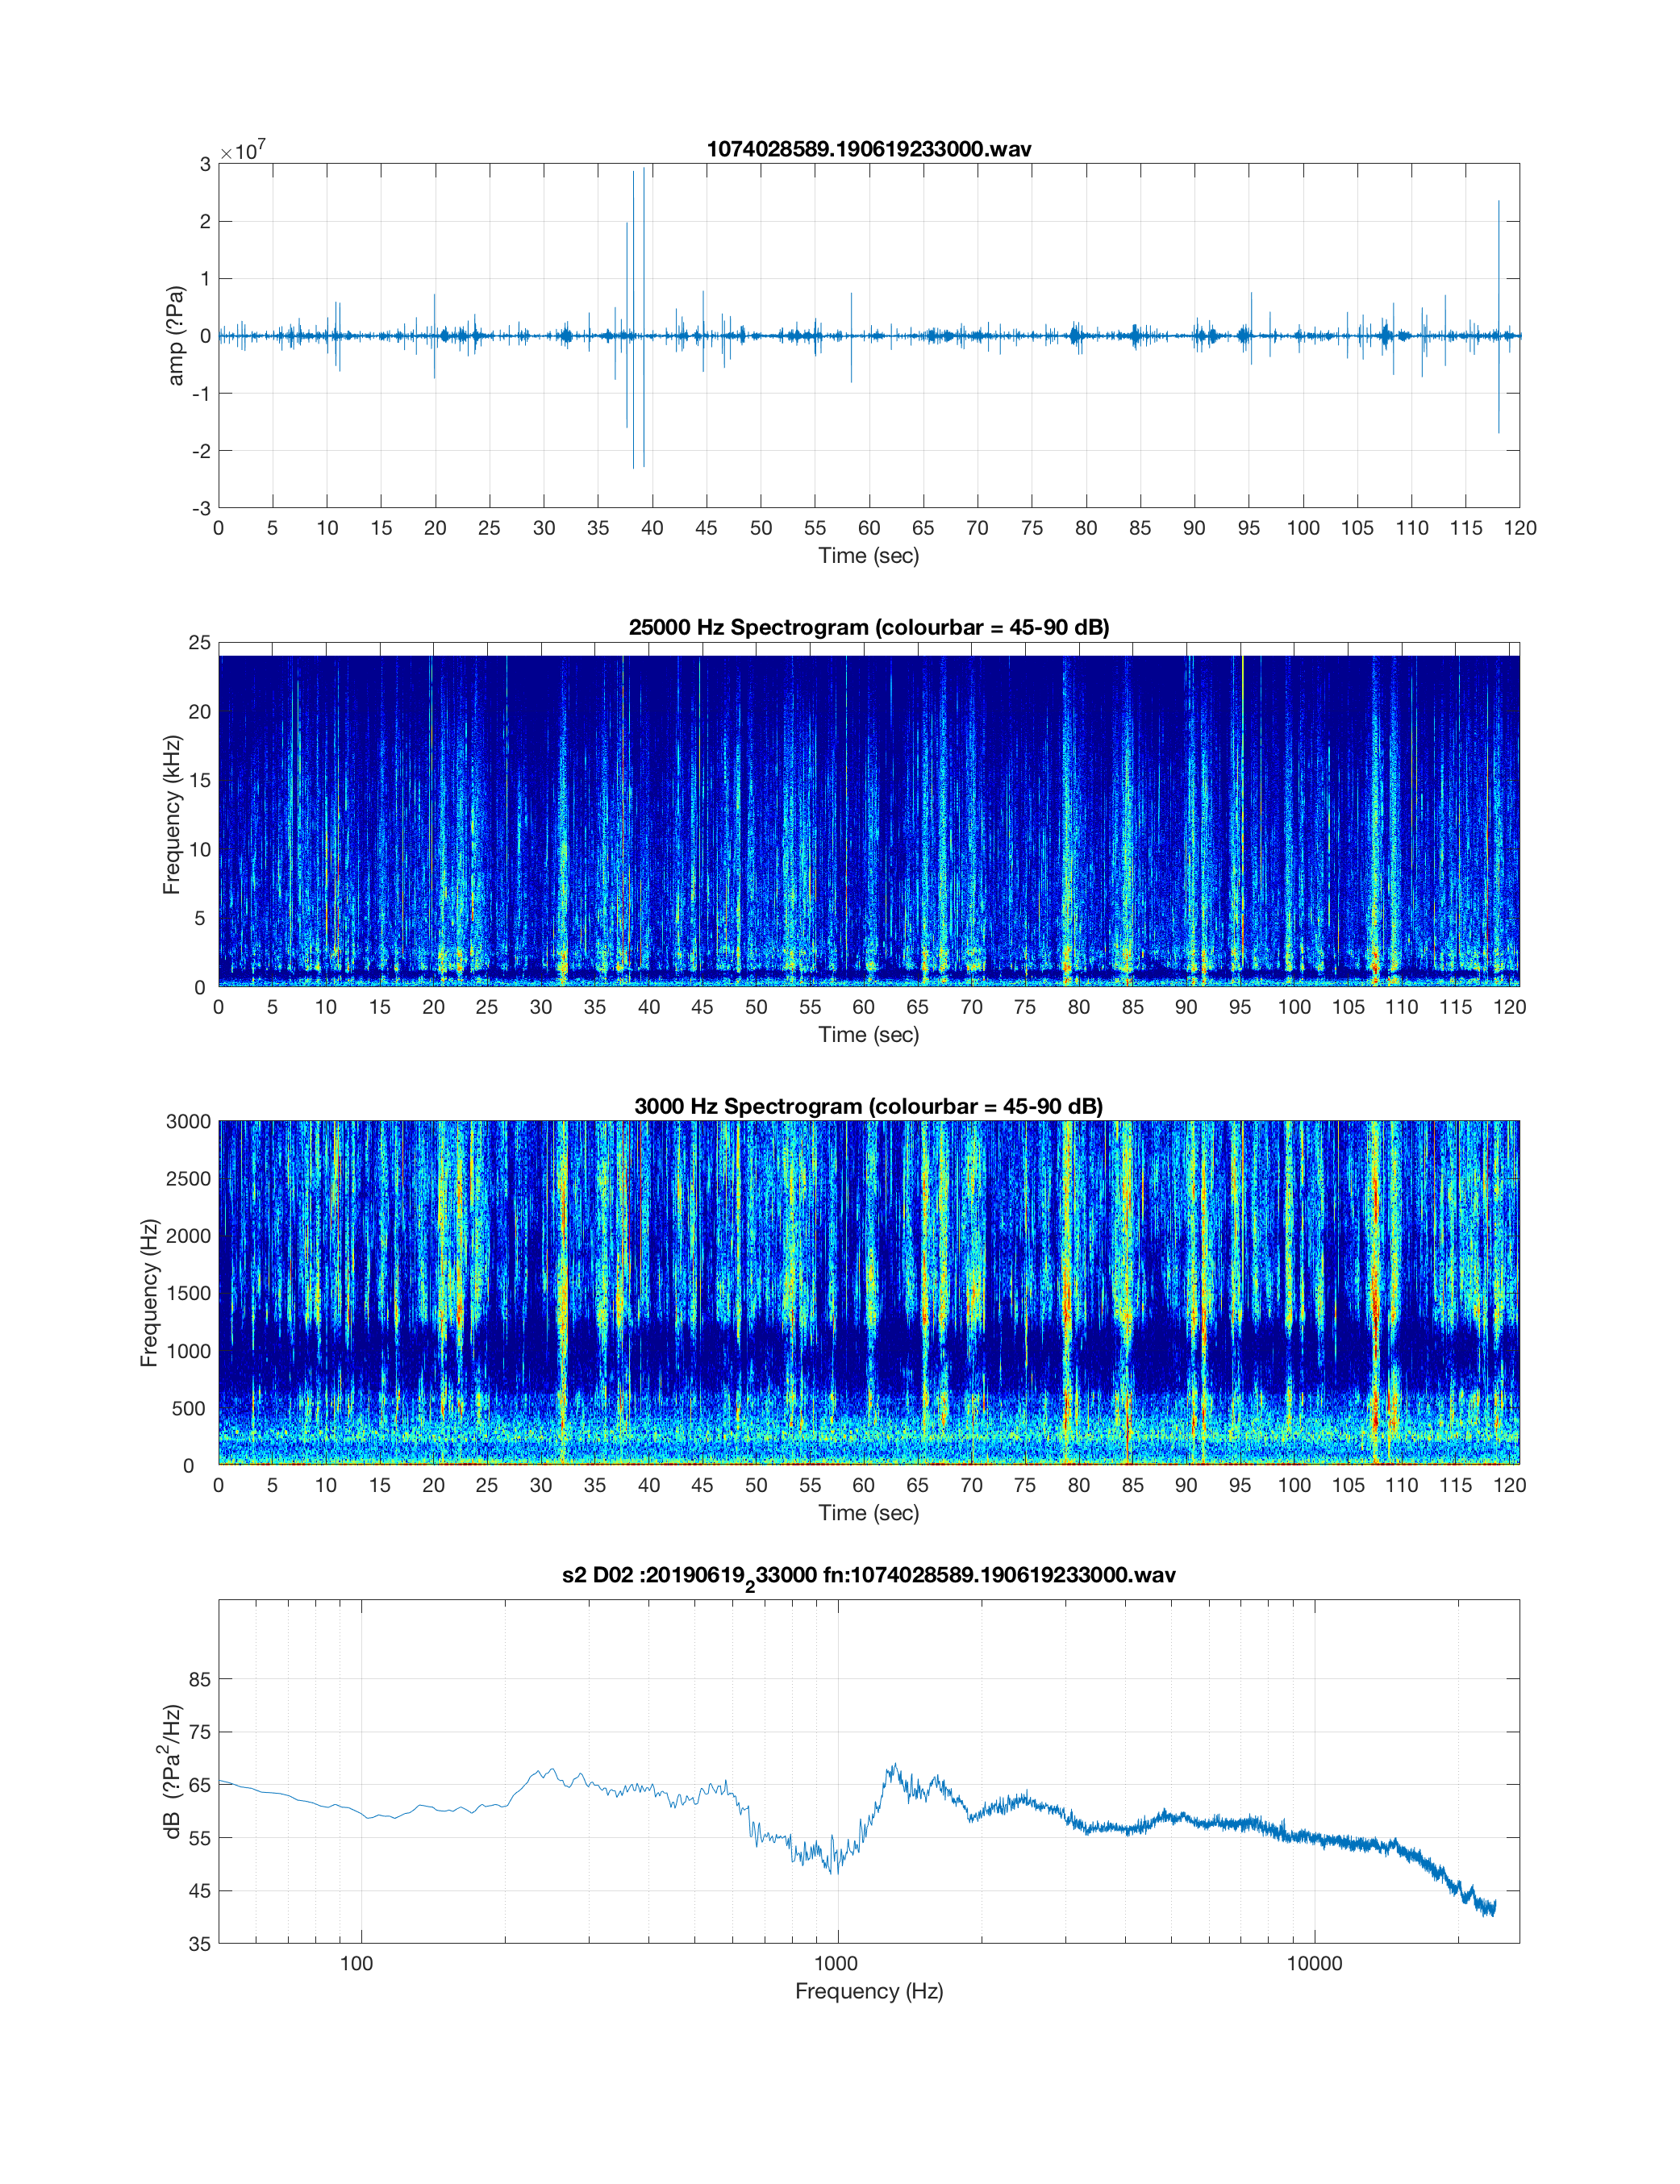 1074028589.190619233000.wav
×10^7
3
2
1
0
-1
-2
-3
amp (?Pa)
0 5 10 15 20 25 30 35 40 45 50 55 60 65 70 75 80 85 90 95 100 105 110 115 120
Time (sec)
25000 Hz Spectrogram (colourbar = 45-90 dB)
25
20
15
10
5
0
Frequency (kHz)
0 5 10 15 20 25 30 35 40 45 50 55 60 65 70 75 80 85 90 95 100 105 110 115 120
Time (sec)
3000 Hz Spectrogram (colourbar = 45-90 dB)
3000
2500
2000
1500
1000
500
0
Frequency (Hz)
0 5 10 15 20 25 30 35 40 45 50 55 60 65 70 75 80 85 90 95 100 105 110 115 120
Time (sec)
s2 D02 :20190619_233000 fn:1074028589.190619233000.wav
85
75
65
55
45
35
dB (?Pa^2/Hz)
100 1000 10000
Frequency (Hz)